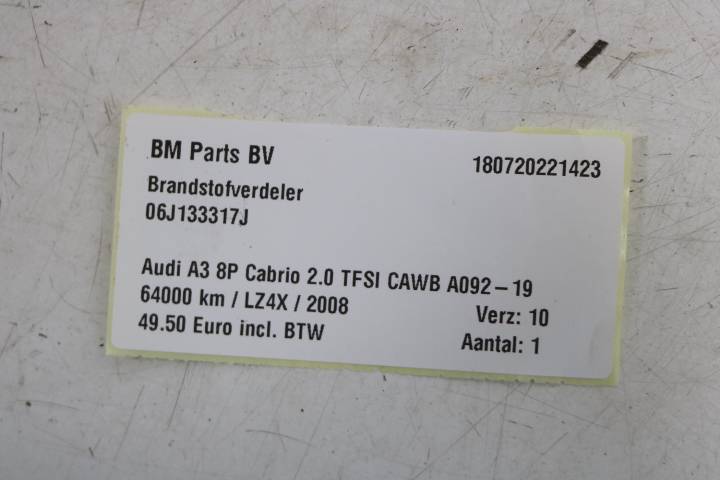 BM Parts BV 180720221423
Brandstofverdeler
06J133317J
Audi A3 8P Cabrio 2.0 TFSI CAWB A092-19
64000 km / LZ4X / 2008 Verz: 10
49.50 Euro incl. BTW Aantal: 1